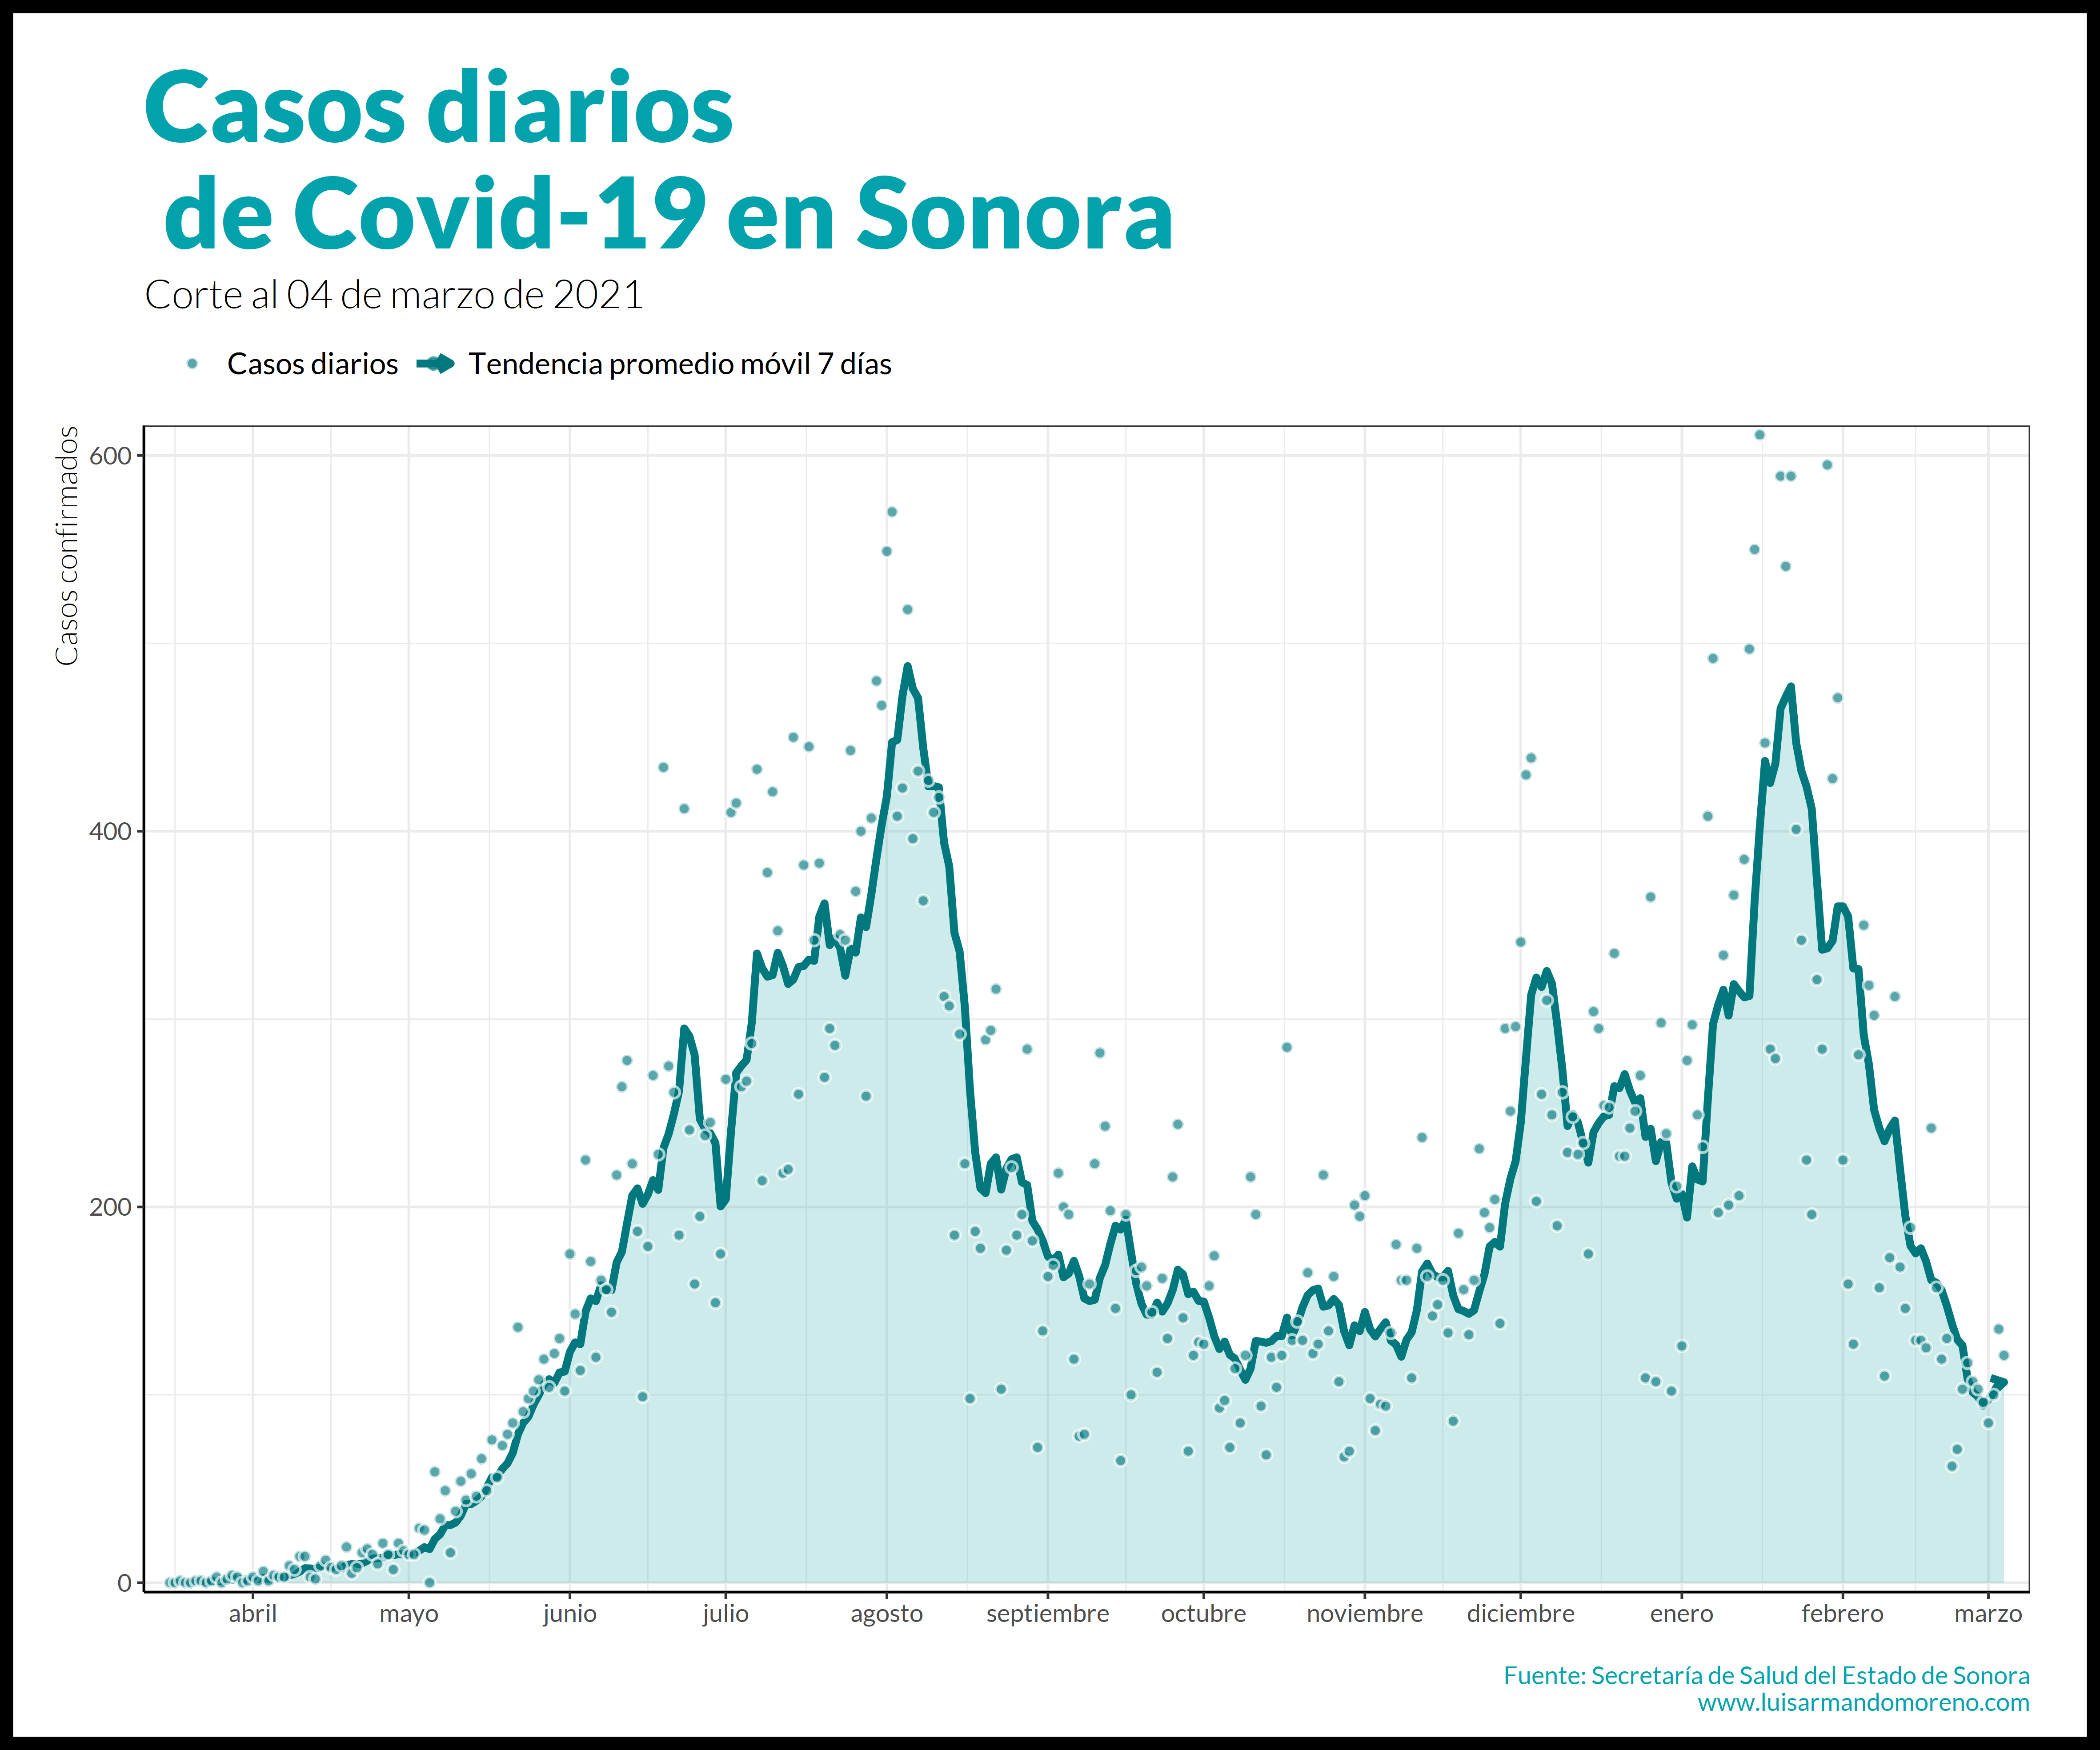 Casos diarios
de Covid-19 en Sonora
Corte al 04 de marzo de 2021
Casos diarios Tendencia promedio móvil 7 días
Casos confirmados
600
400
200
0
abril mayo junio julio agosto septiembre octubre noviembre diciembre enero febrero marzo
Fuente: Secretaría de Salud del Estado de Sonora
www.luisarmandomoreno.com